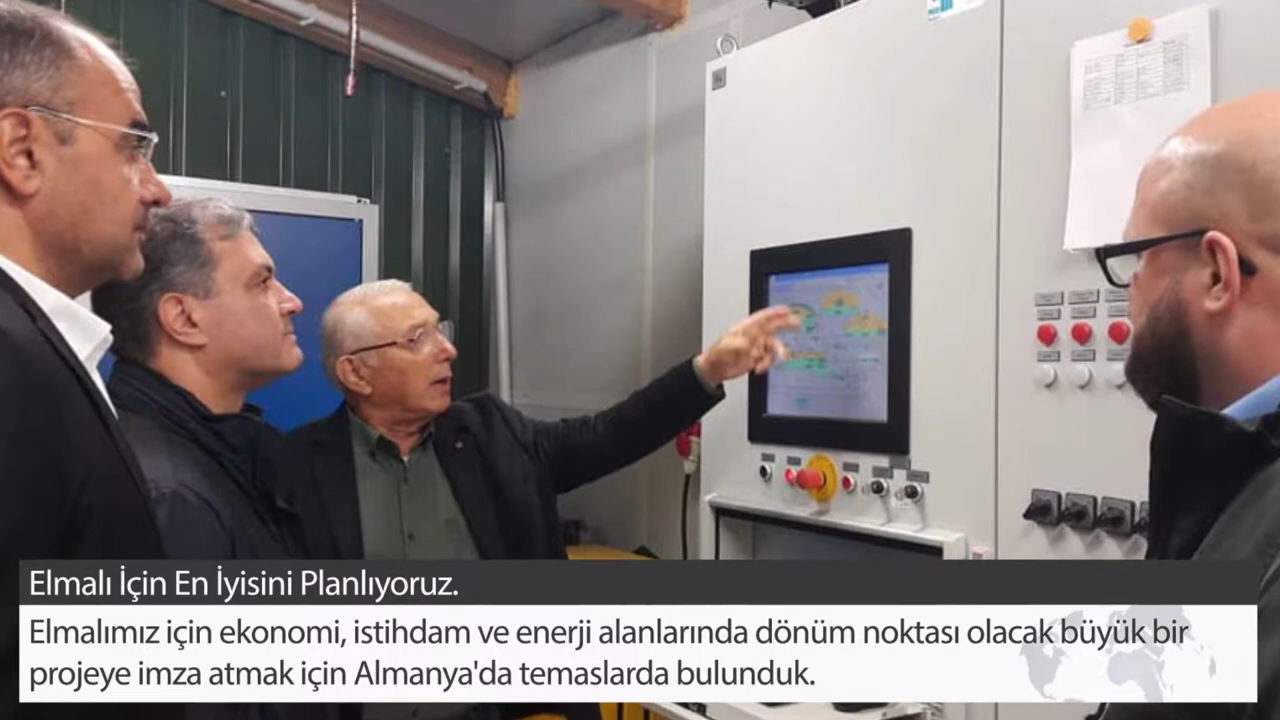 Elmalı İçin En İyisini Planlıyoruz.
Elmalımız için ekonomi, istihdam ve enerji alanlarında dönüm noktası olacak büyük bir
projeye imza atmak için Almanya'da temaslarda bulunduk.